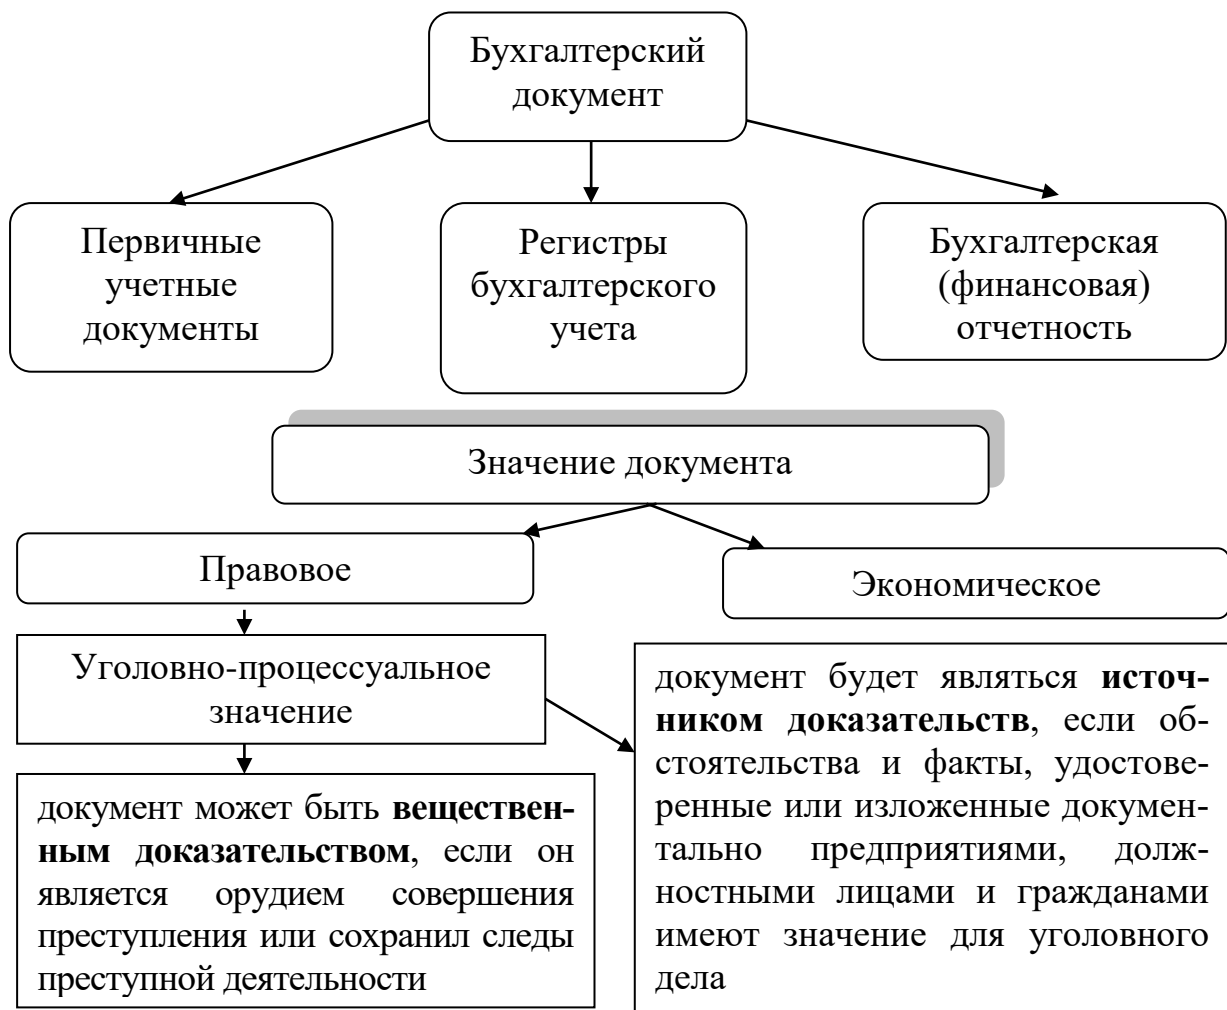 Бухгалтерский
документ
Первичные
учетные
документы
Регистры
бухгалтерского
учета
Бухгалтерская
(финансовая)
отчетность
Значение документа
Правовое
Экономическое
Уголовно-процессуальное
значение
документ может быть веществен-
ным доказательством, если он
является орудием совершения
преступления или сохранил следы
преступной деятельности
документ будет являться источ-
ником доказательств, если об-
стоятельства и факты, удостове-
ренные или изложенные докумен-
тально предприятиями, долж-
ностными лицами и гражданами
имеют значение для уголовного
дела